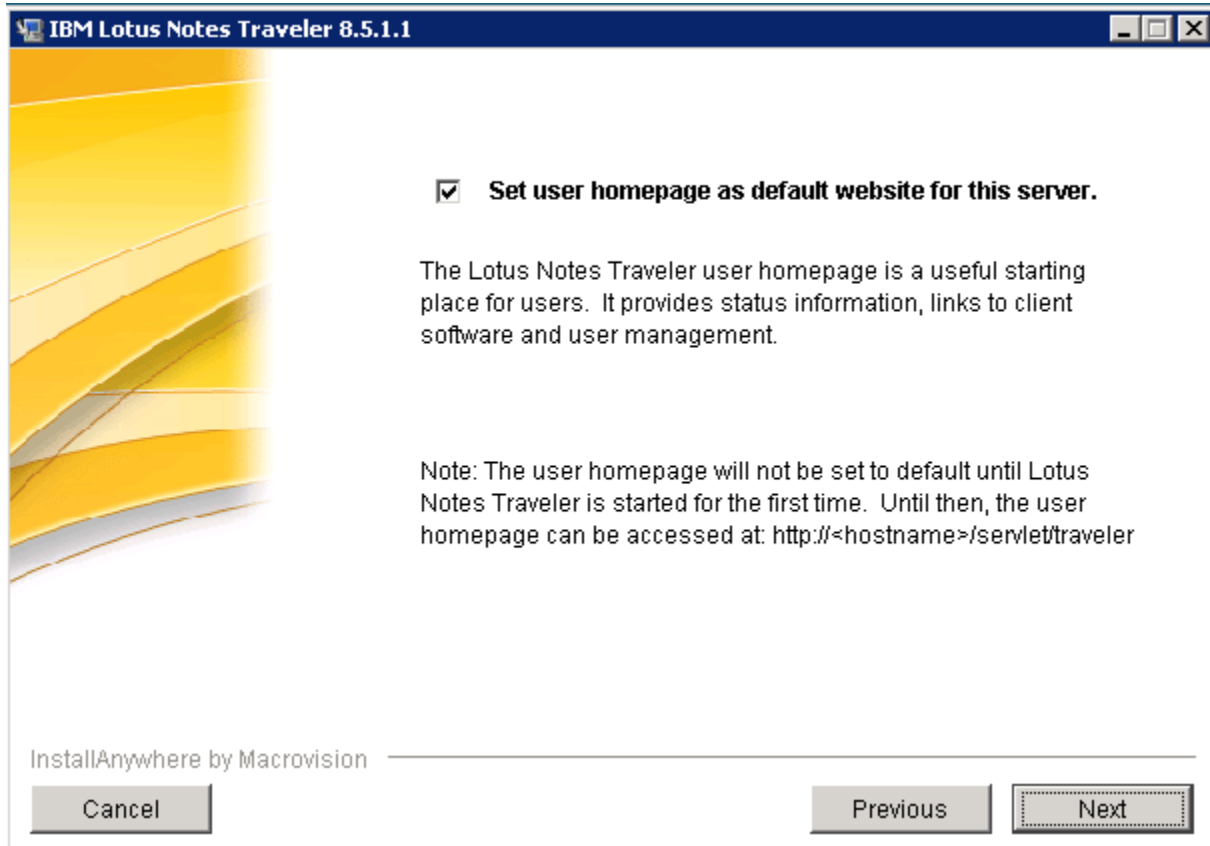 IBM Lotus Notes Traveler 8.5.1.1
Set user homepage as default website for this server.
The Lotus Notes Traveler user homepage is a useful starting
place for users.  It provides status information, links to client
software and user management.
Note: The user homepage will not be set to default until Lotus
Notes Traveler is started for the first time.  Until then, the user
homepage can be accessed at: http://<hostname>/servlet/traveler
InstallAnywhere by Macrovision
Cancel
Previous
Next